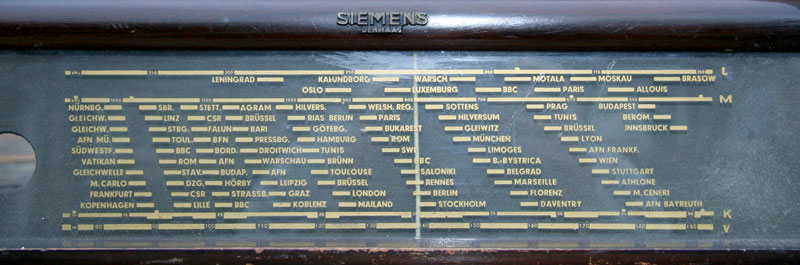 SIEMENS
DENHAAG
L
LENINGRAD KALUNDBORG WARSCH MOTALA MOSKAU BRASOW
OSLO LUXEMBURG BBC PARIS ALLOUIS
M
NÜRNBG. SBR. STETT. AGRAM HILVERS. WELSH. REG. SOTTENS PRAG BUDAPEST
GLEICHW. LINZ CSR BRÜSSEL RIAS BERLIN PARIS HILVERSUM TUNIS BEROM.
GLEICHW. STBG. FALUN BARI GÖTEBG. BUKAREST GLEIWITZ BRÜSSEL INNSBRUCK
AFN MÜ. TOUL. BFN PRESSBG. HAMBURG ROM MÜNCHEN LYON
SÜDWESTF. BBC BORD. DROITWICH TUNIS SWF LIMOGES AFN FRANKF.
VATIKAN ROM AFN WARSCHAU BRÜNN BBC B.-BYSTRICA WIEN
GLEICHWELLE STAV. BUDAP. AFN TOULOUSE SALONIKI BELGRAD STUTTGART
M. CARLO DZG. HÖRBY LEIPZIG BRÜSSEL RENNES MARSEILLE ATHLONE
FRANKFURT CSR STRASSB. GRAZ LONDON BERLIN FLORENZ M. CENERI
KOPENHAGEN LILLE BBC KOBLENZ MAILAND STOCKHOLM DAVENTRY AFN BAYREUTH
K
V